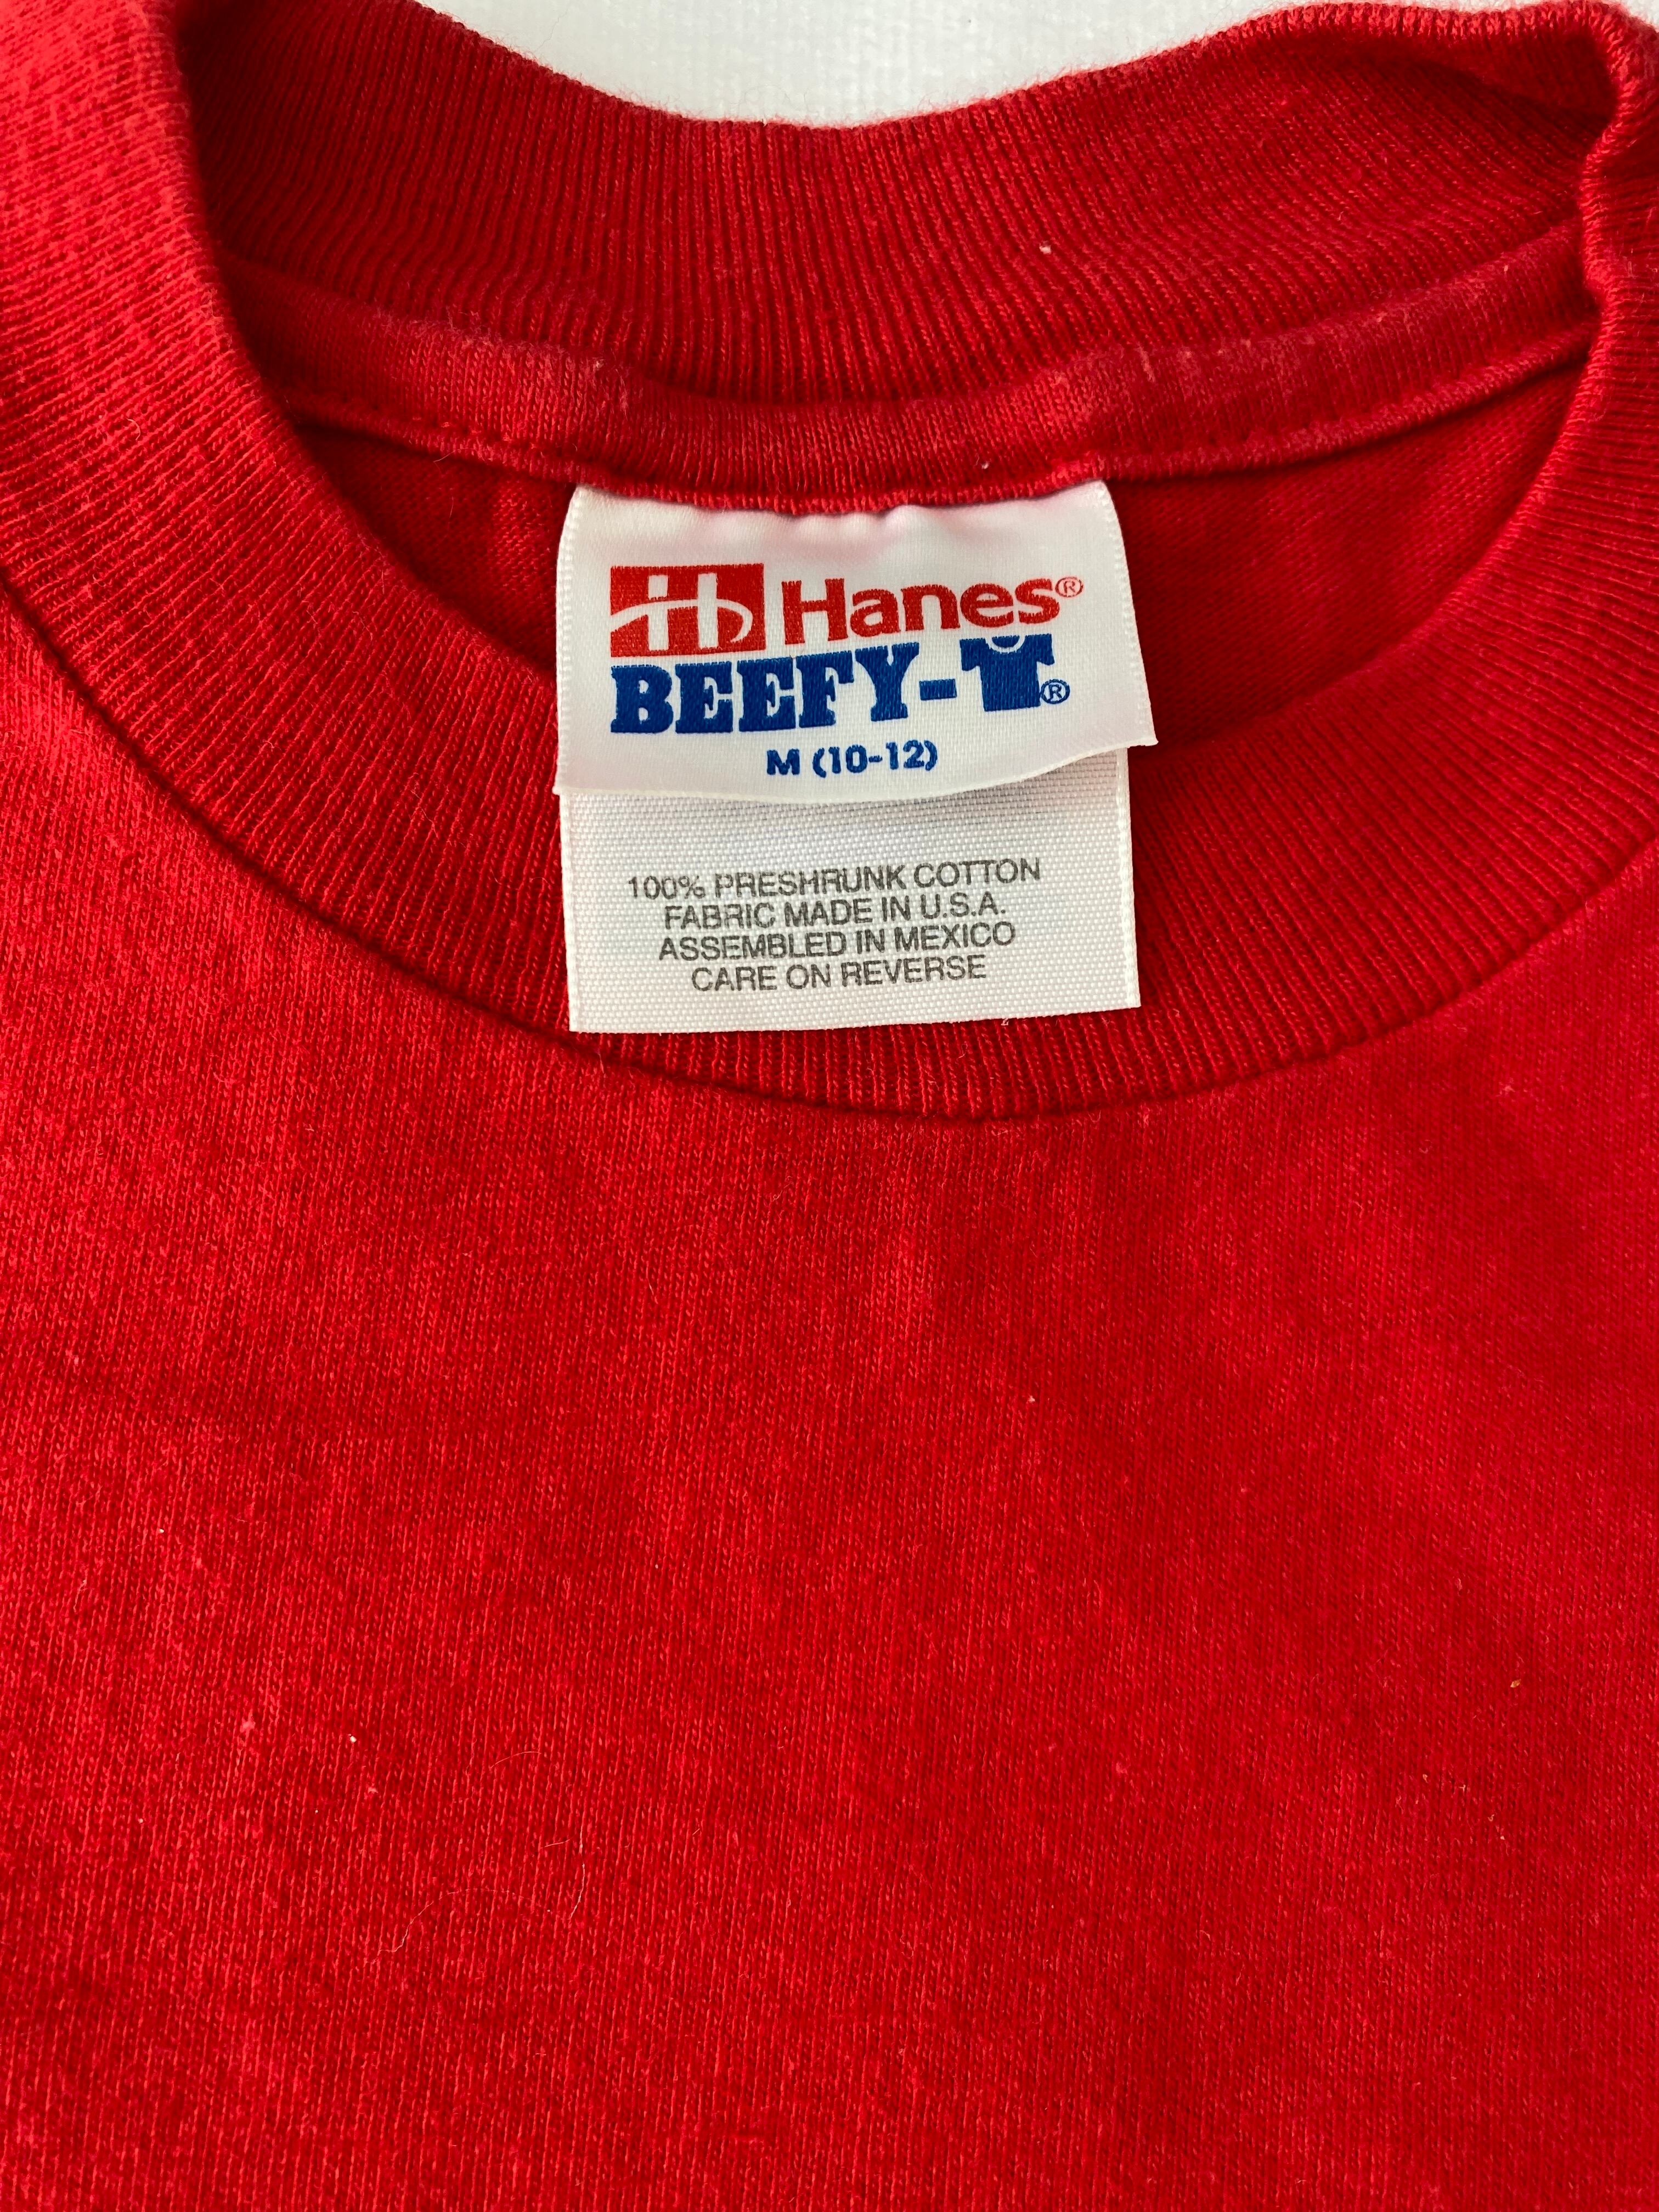 Hanes®
BEEFY-T®
M (10-12)
100% PRESHRUNK COTTON
FABRIC MADE IN U.S.A.
ASSEMBLED IN MEXICO
CARE ON REVERSE